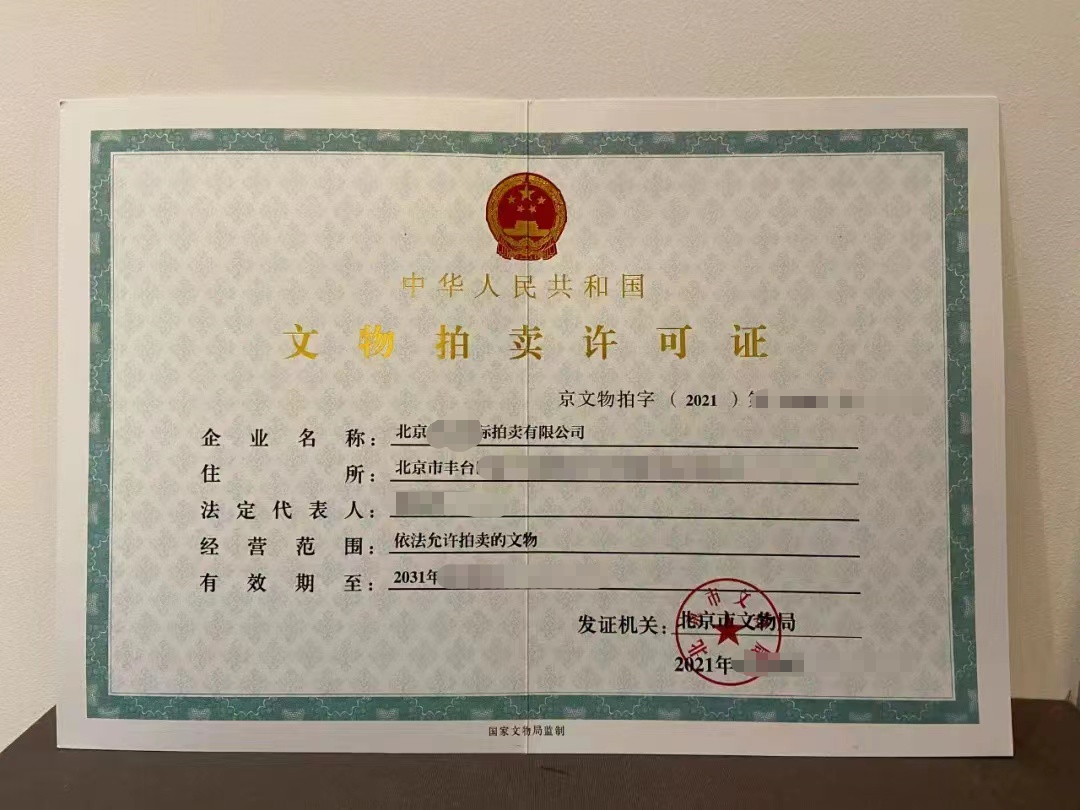 中华人民共和国
文物拍卖许可证
京文物拍字（2021）
企业名称：北京 际拍卖有限公司
住所：北京市丰台
法定代表人：
经营范围：依法允许拍卖的文物
有效期至：2031年
发证机关：北京市文物局
2021年
国家文物局监制